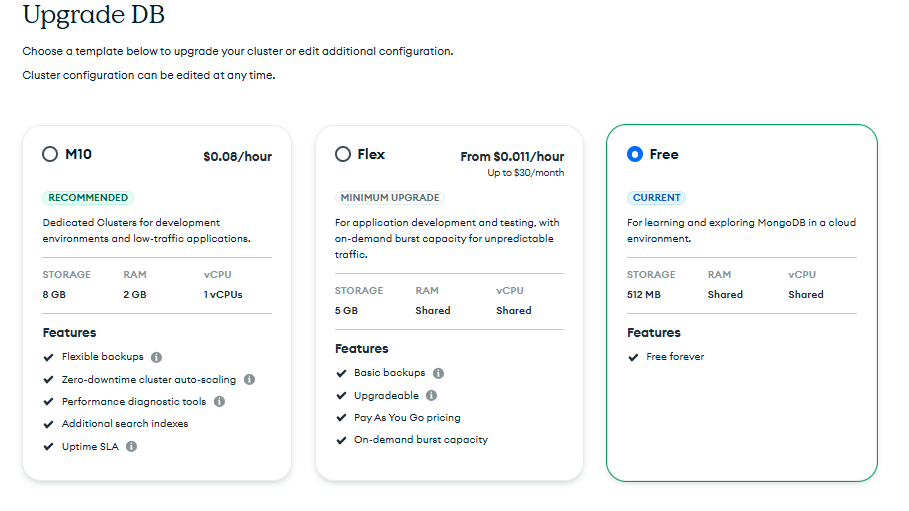 Upgrade DB
Choose a template below to upgrade your cluster or edit additional configuration.
Cluster configuration can be edited at any time.
M10
$0.08/hour
RECOMMENDED
Dedicated Clusters for development
environments and low-traffic applications.
STORAGE RAM vCPU
8 GB 2 GB 1 vCPUs
Features
Flexible backups
Zero-downtime cluster auto-scaling
Performance diagnostic tools
Additional search indexes
Uptime SLA
Flex
From $0.011/hour
Up to $30/month
MINIMUM UPGRADE
For application development and testing, with
on-demand burst capacity for unpredictable
traffic.
STORAGE RAM vCPU
5 GB Shared Shared
Features
Basic backups
Upgradeable
Pay As You Go pricing
On-demand burst capacity
Free
CURRENT
For learning and exploring MongoDB in a cloud
environment.
STORAGE RAM vCPU
512 MB Shared Shared
Features
Free forever